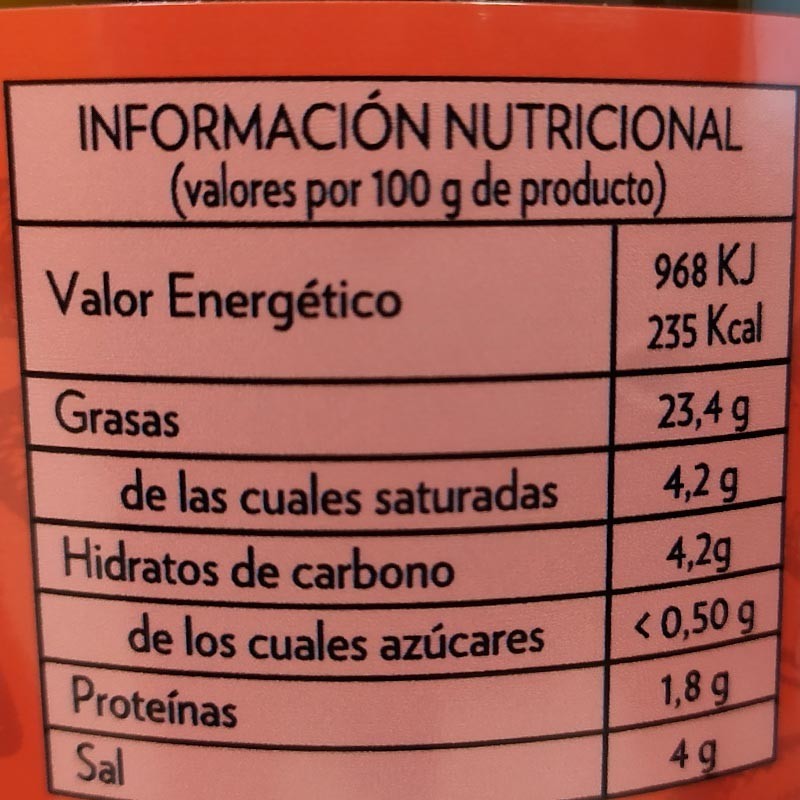 INFORMACIÓN NUTRICIONAL
(valores por 100 g de producto)
Valor Energético 968 KJ
235 Kcal
Grasas 23,4 g
de las cuales saturadas 4,2 g
Hidratos de carbono 4,2g
de los cuales azúcares < 0,50 g
Proteínas 1,8 g
Sal 4 g